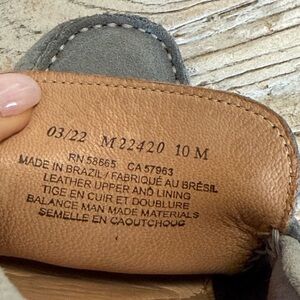 03/22 M22420 10 M
RN 58665 CA 57963
MADE IN BRAZIL / FABRIQUÉ AU BRÉSIL
LEATHER UPPER AND LINING
TIGE EN CUIR ET DOUBLURE
BALANCE MAN MADE MATERIALS
SEMELLE EN CAOUTCHOUC